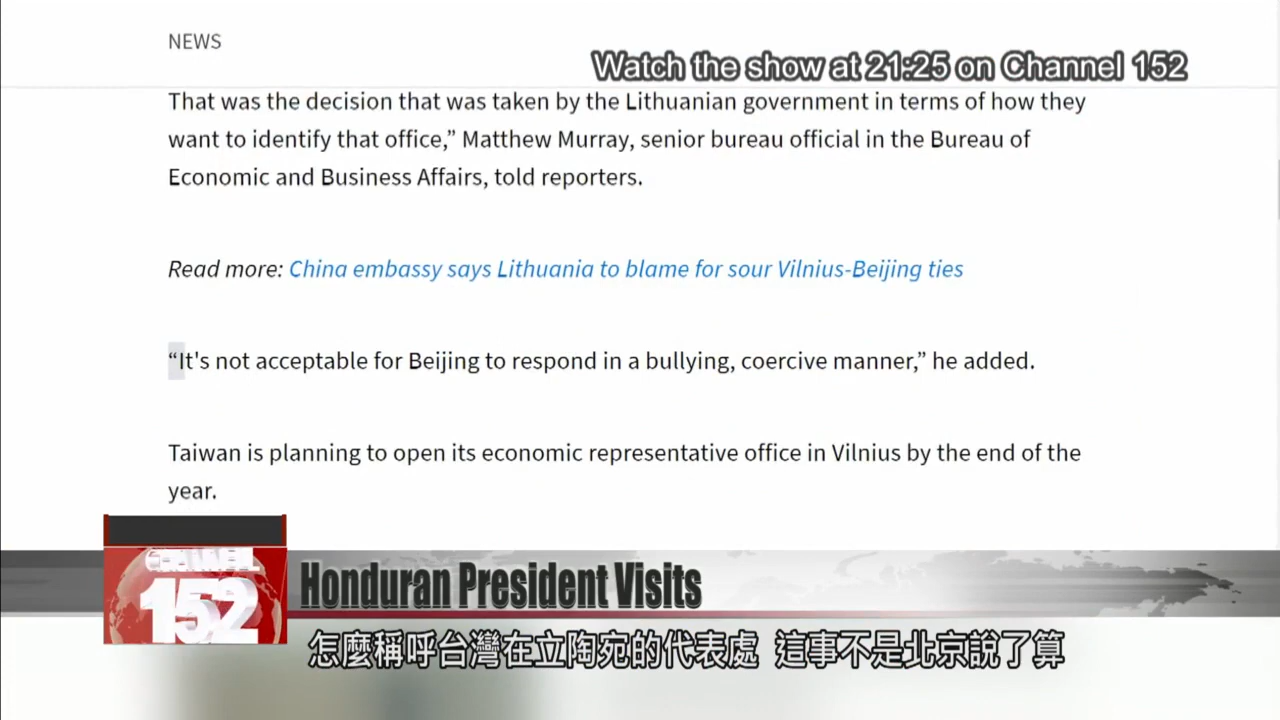 NEWS
Watch the show at 21:25 on Channel 152
That was the decision that was taken by the Lithuanian government in terms of how they
want to identify that office,” Matthew Murray, senior bureau official in the Bureau of
Economic and Business Affairs, told reporters.
Read more: China embassy says Lithuania to blame for sour Vilnius-Beijing ties
“It's not acceptable for Beijing to respond in a bullying, coercive manner,” he added.
Taiwan is planning to open its economic representative office in Vilnius by the end of the
year.
CHANNEL
152
Honduran President Visits
怎麼稱呼台灣在立陶宛的代表處 這事不是北京說了算